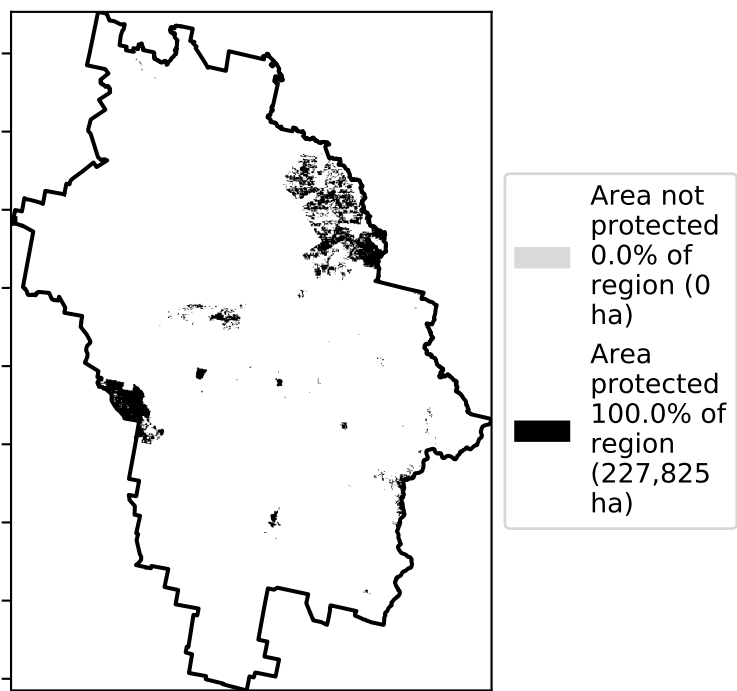 Area not
protected
0.0% of
region (0
ha)
Area
protected
100.0% of
region
(227,825
ha)